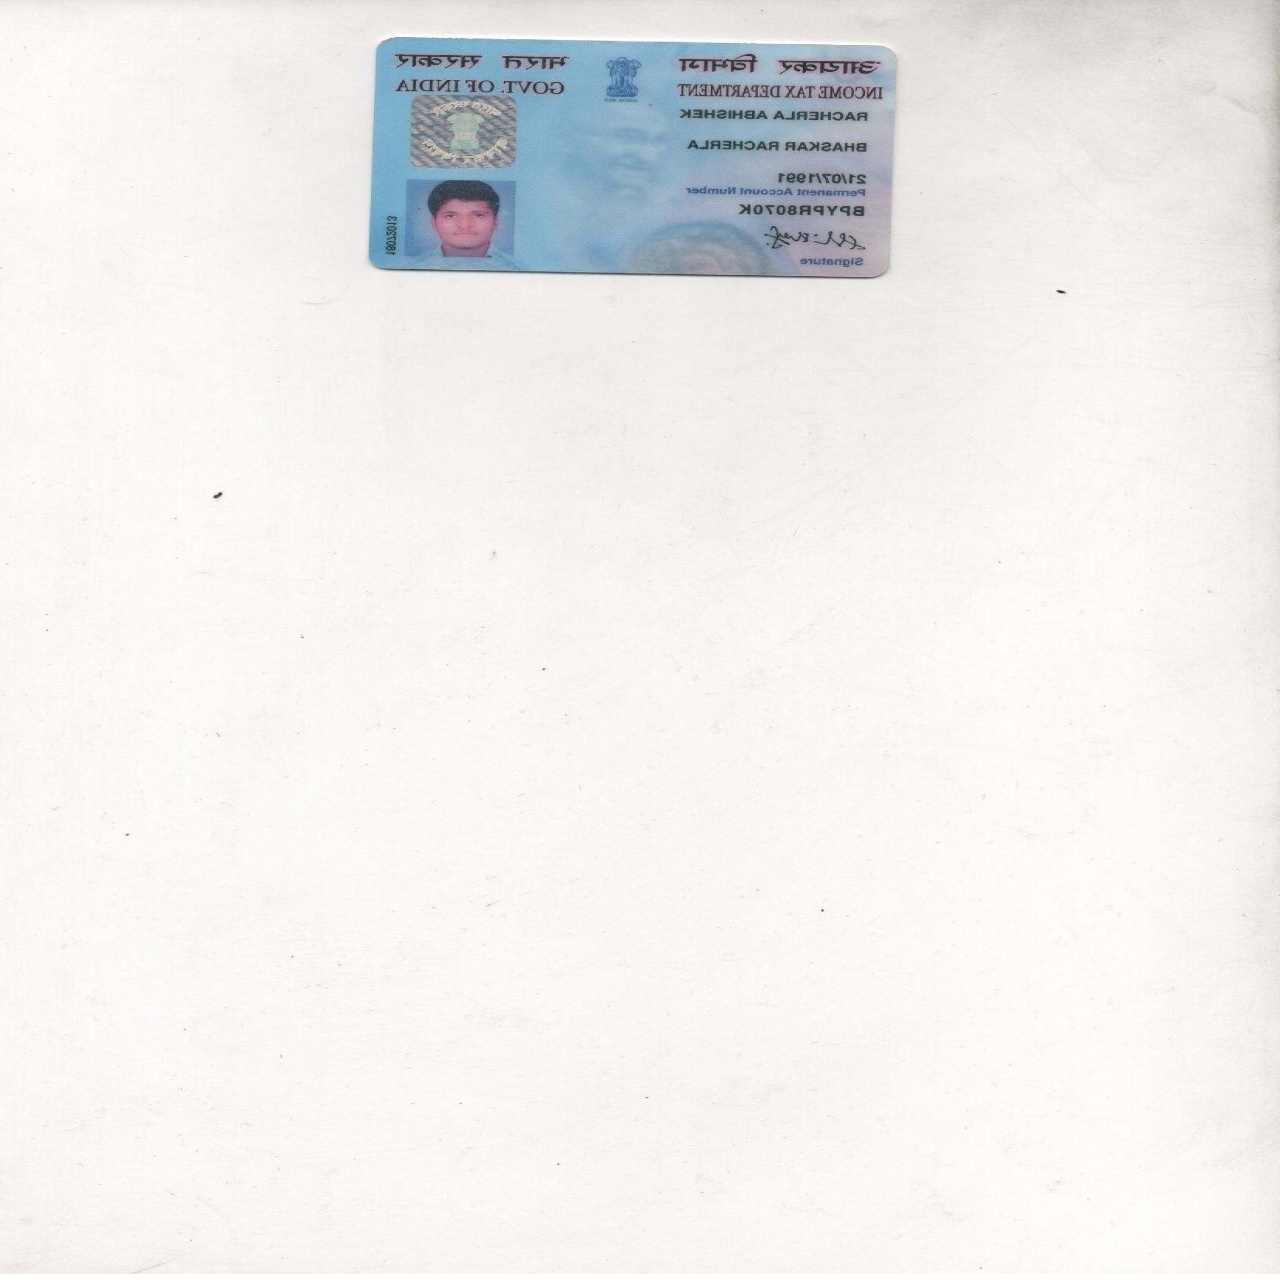 आयकर विभाग
INCOME TAX DEPARTMENT
भारत सरकार
GOVT. OF INDIA
RACHERLA ABHISHEK
BHASKAR RACHERLA
21/07/1991
Permanent Account Number
BPYPR8070K
Signature
18072013